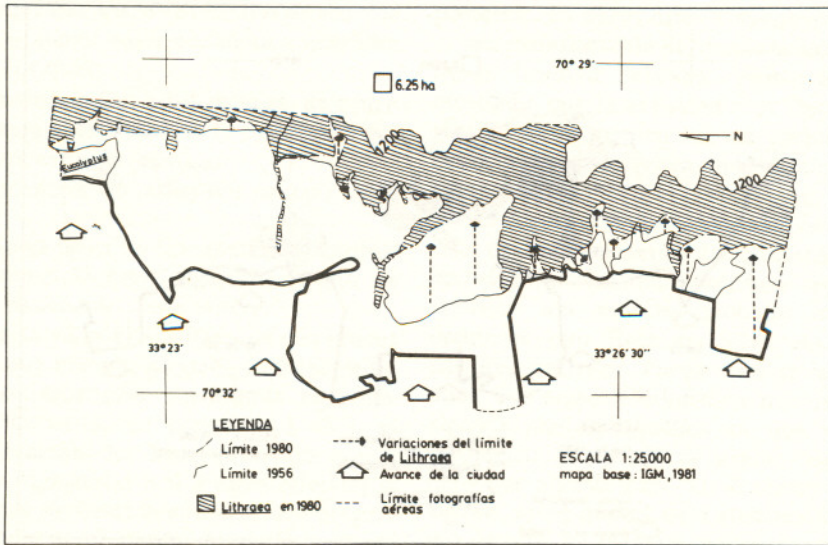 70° 29'
6.25 ha
N
1200
1200
Eucalyptus
33° 23'
33° 26' 30''
70° 32'
LEYENDA
Límite 1980
Límite 1956
Lithraea en 1980
Variaciones del límite
de Lithraea
Avance de la ciudad
Límite fotografías
aéreas
ESCALA 1:25.000
mapa base: I.G.M., 1981